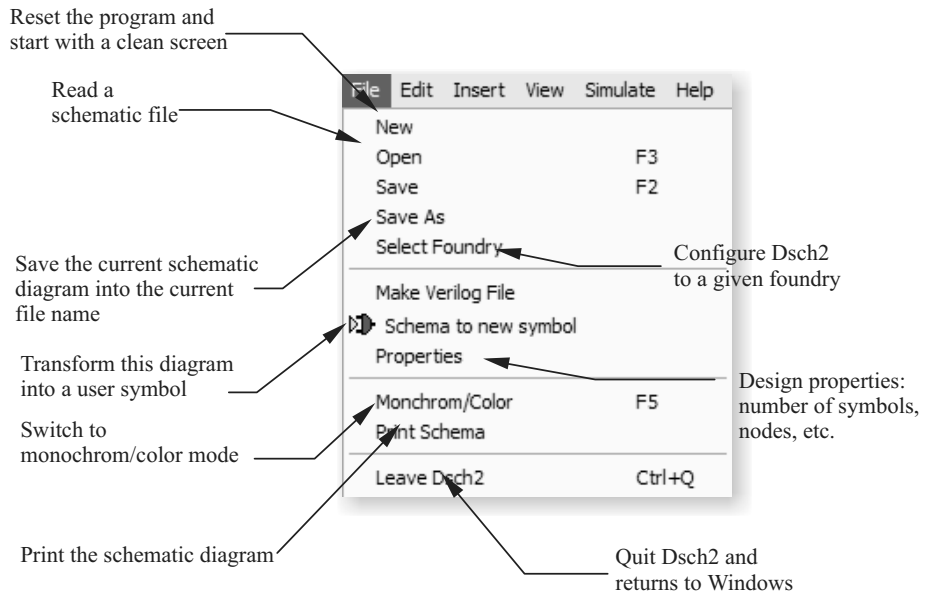 Reset the program and
start with a clean screen
Read a
schematic file
File Edit Insert View Simulate Help
New
Open F3
Save F2
Save As
Select Foundry
Configure Dsch2
to a given foundry
Save the current schematic
diagram into the current
file name
Make Verilog File
Schema to new symbol
Properties
Transform this diagram
into a user symbol
Design properties:
number of symbols,
nodes, etc.
Monchrom/Color F5
Print Schema
Switch to
monochrom/color mode
Leave Dsch2 Ctrl+Q
Print the schematic diagram
Quit Dsch2 and
returns to Windows